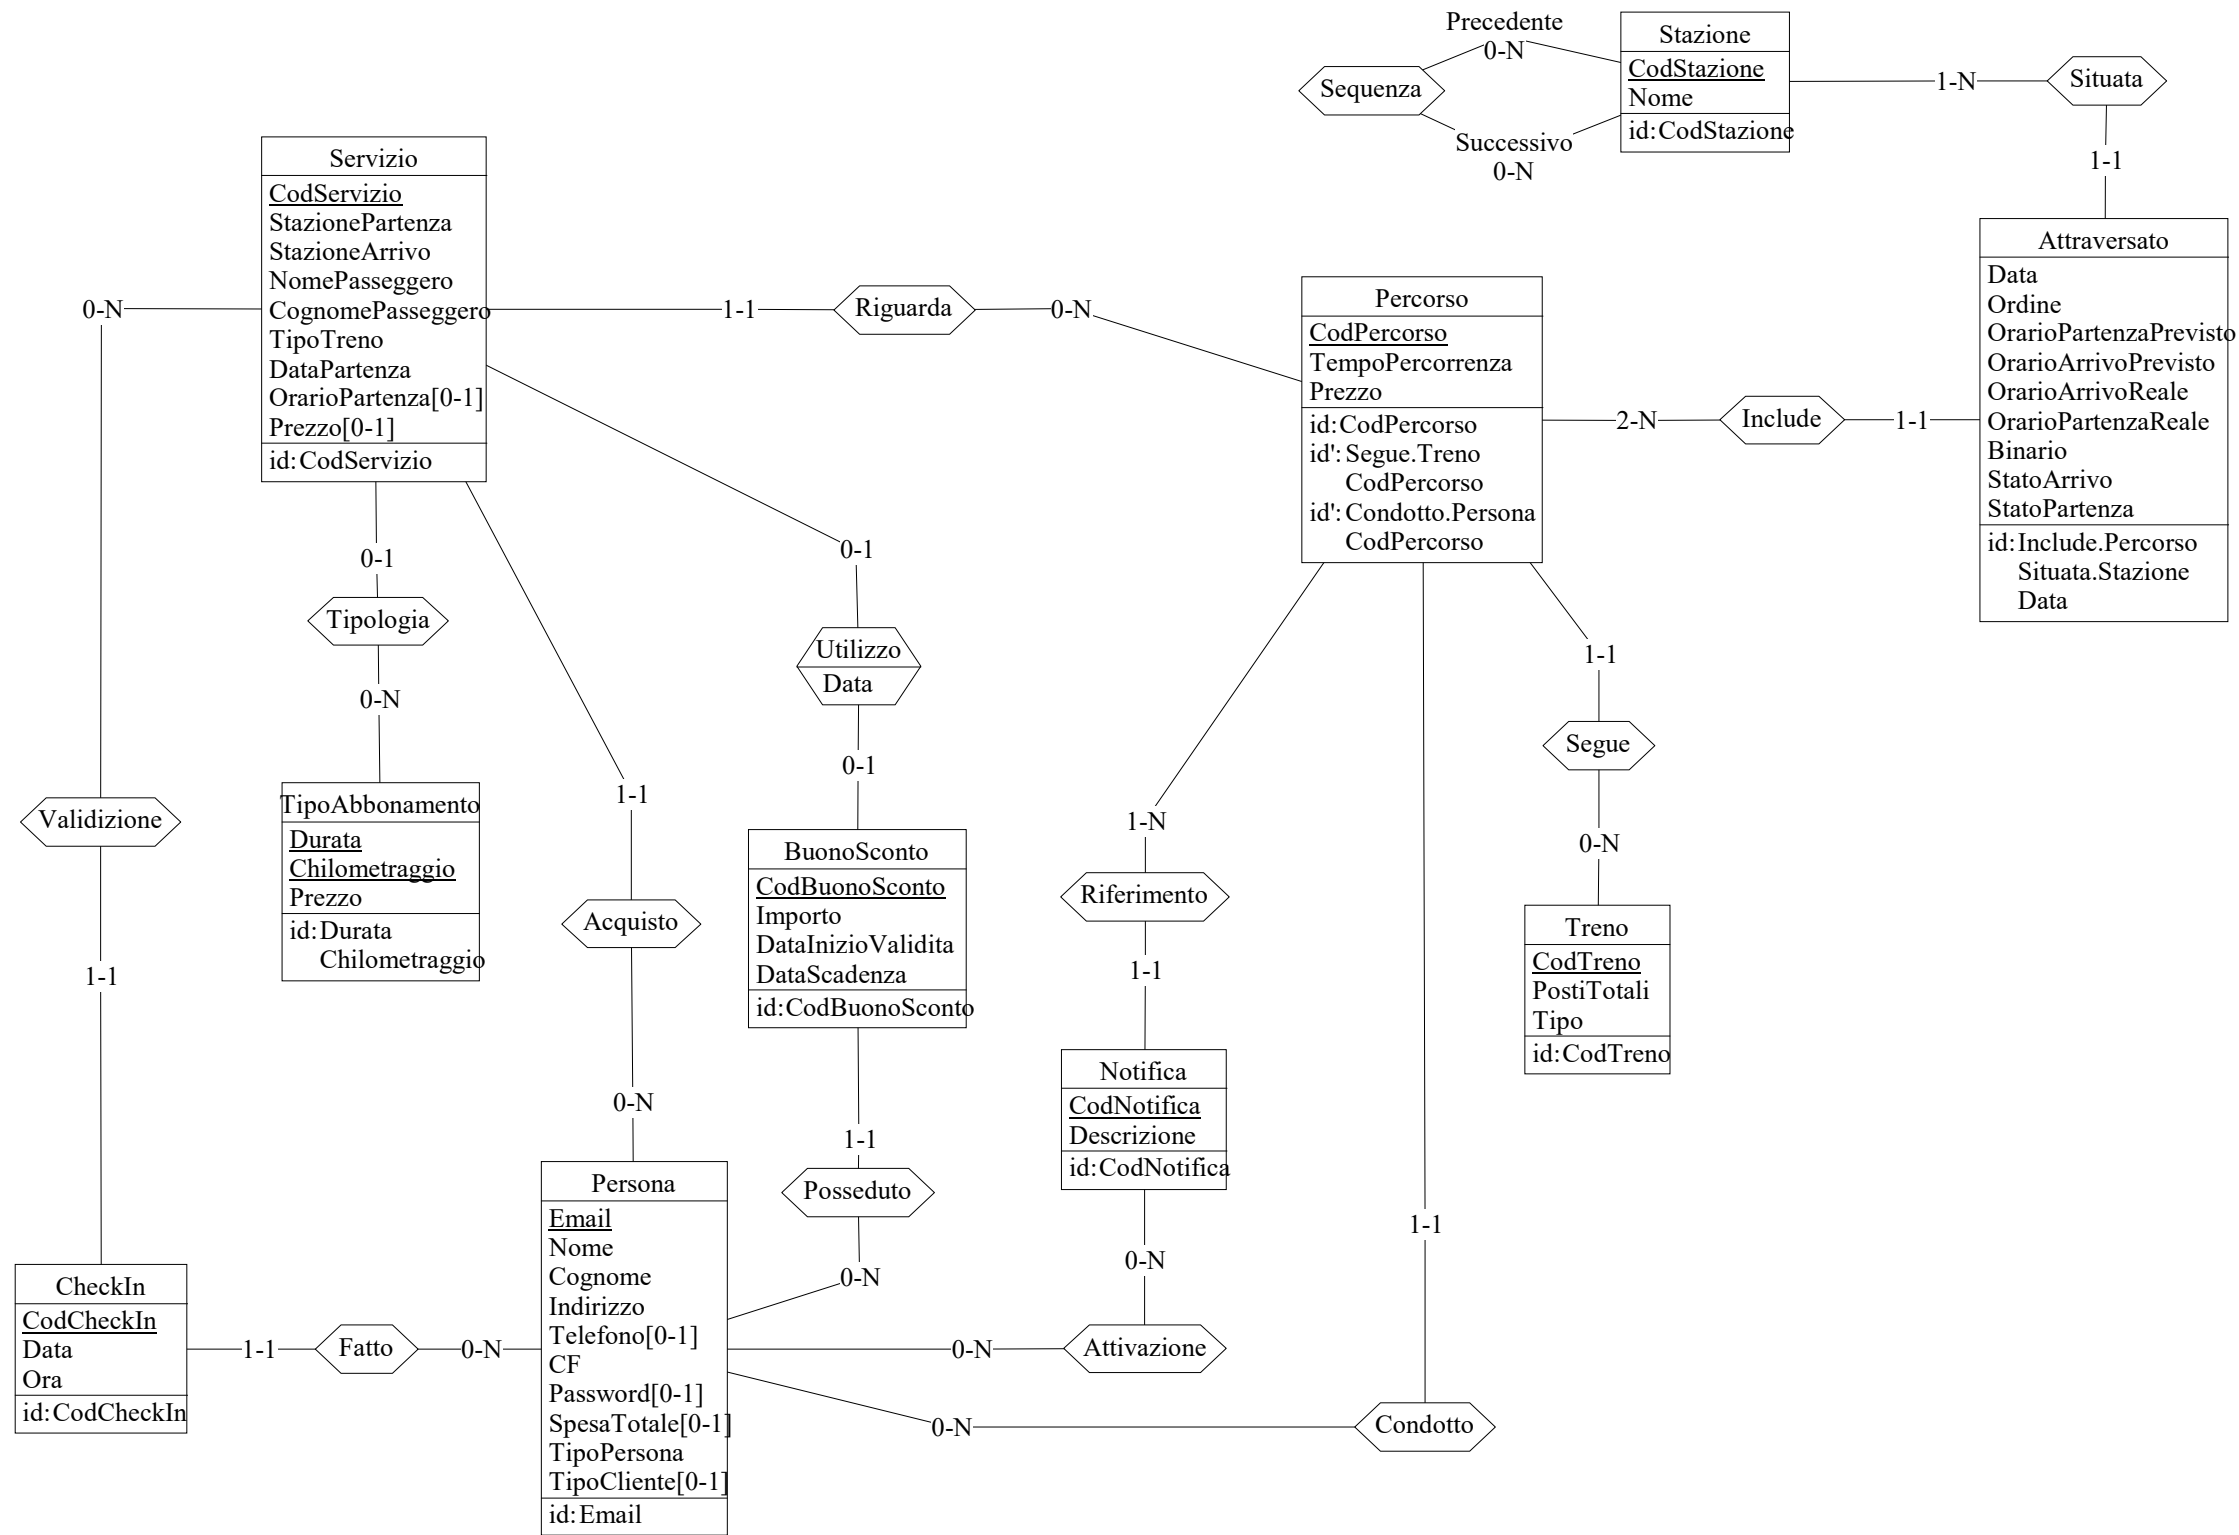 Precedente
0-N
Sequenza
Successivo
0-N
Stazione
CodStazione
Nome
id:CodStazione
1-N
Situata
1-1
Servizio
CodServizio
StazionePartenza
StazioneArrivo
NomePasseggero
CognomePasseggero
TipoTreno
DataPartenza
OrarioPartenza[0-1]
Prezzo[0-1]
id:CodServizio
0-N
1-1
Riguarda
0-N
Percorso
CodPercorso
TempoPercorrenza
Prezzo
id:CodPercorso
id':Segue.Treno
CodPercorso
id':Condotto.Persona
CodPercorso
2-N
Include
1-1
Attraversato
Data
Ordine
OrarioPartenzaPrevisto
OrarioArrivoPrevisto
OrarioArrivoReale
OrarioPartenzaReale
Binario
StatoArrivo
StatoPartenza
id:Include.Percorso
Situata.Stazione
Data
0-1
Tipologia
0-N
TipoAbbonamento
Durata
Chilometraggio
Prezzo
id:Durata
Chilometraggio
0-1
Utilizzo
Data
0-1
1-1
Segue
0-N
Validizione
1-1
1-1
Acquisto
0-N
BuonoSconto
CodBuonoSconto
Importo
DataInizioValidita
DataScadenza
id:CodBuonoSconto
1-1
Posseduto
0-N
1-N
Riferimento
1-1
Treno
CodTreno
PostiTotali
Tipo
id:CodTreno
Notifica
CodNotifica
Descrizione
id:CodNotifica
0-N
1-1
Persona
Email
Nome
Cognome
Indirizzo
Telefono[0-1]
CF
Password[0-1]
SpesaTotale[0-1]
TipoPersona
TipoCliente[0-1]
id:Email
CheckIn
CodCheckIn
Data
Ora
id:CodCheckIn
1-1
Fatto
0-N
0-N
Attivazione
0-N
Condotto